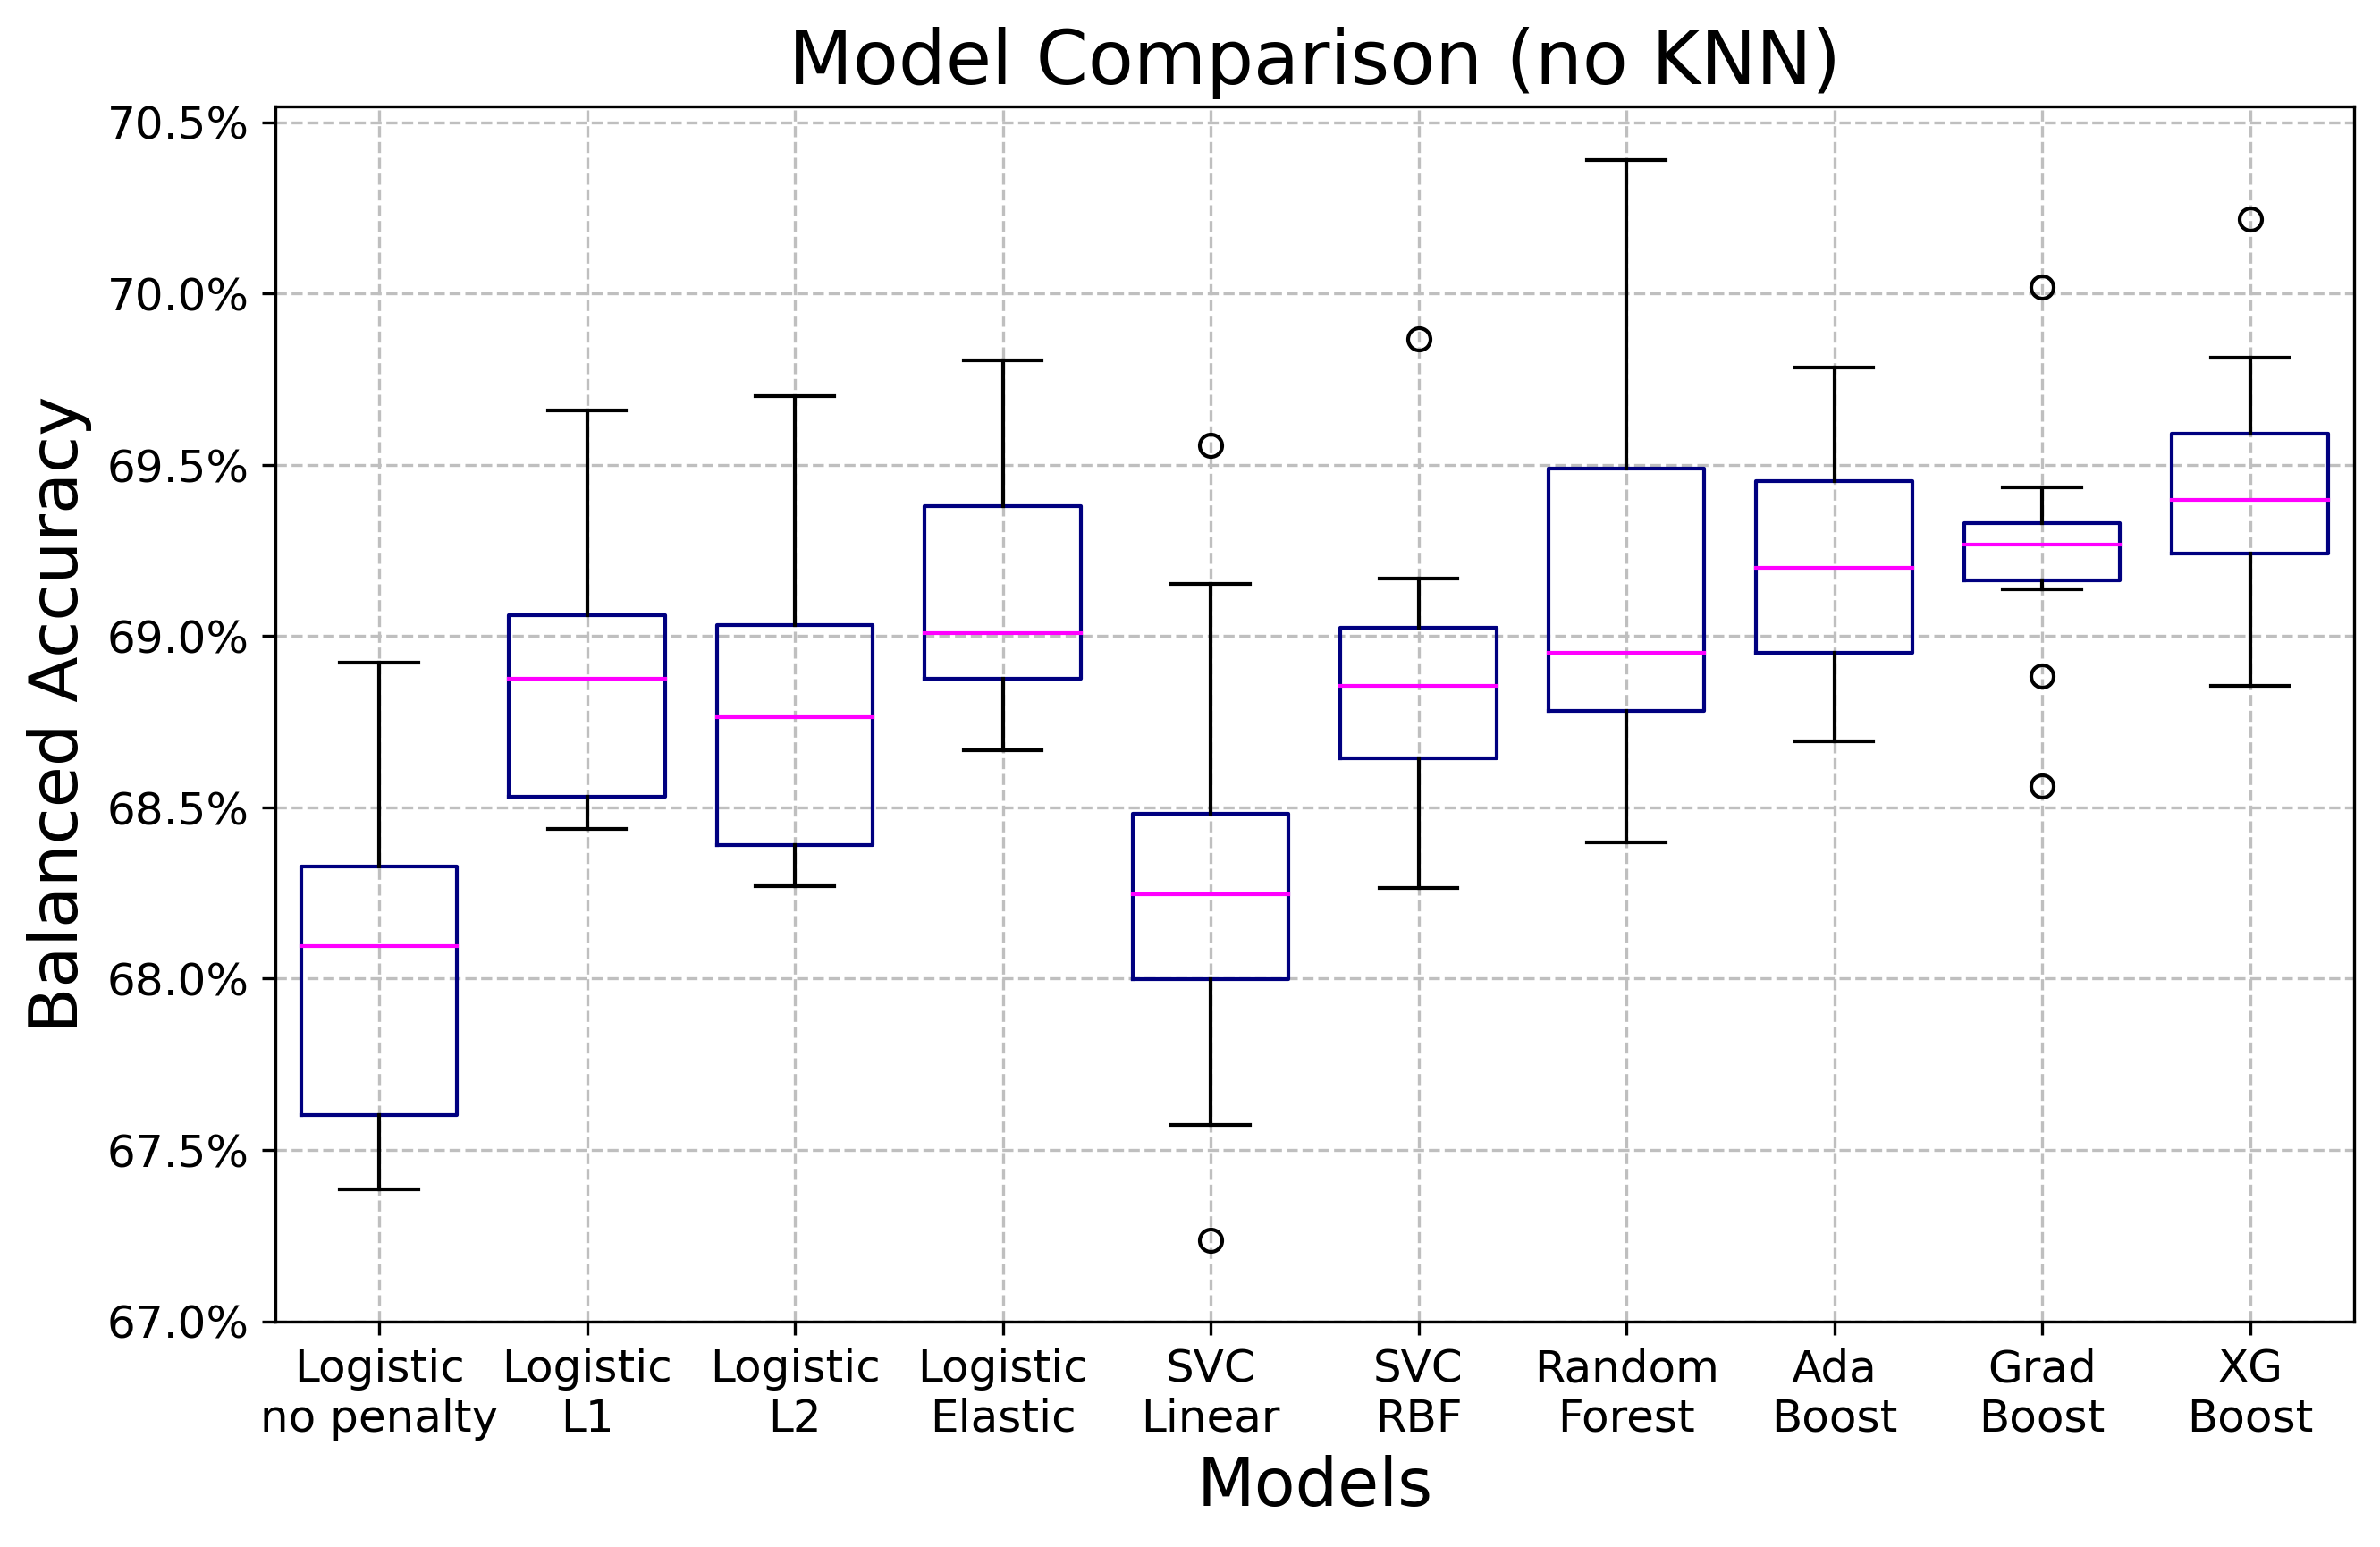 Model Comparison (no KNN)
Balanced Accuracy
70.5%
70.0%
69.5%
69.0%
68.5%
68.0%
67.5%
67.0%
Logistic
no penalty
Logistic
L1
Logistic
L2
Logistic
Elastic
SVC
Linear
SVC
RBF
Random
Forest
Ada
Boost
Grad
Boost
XG
Boost
Models